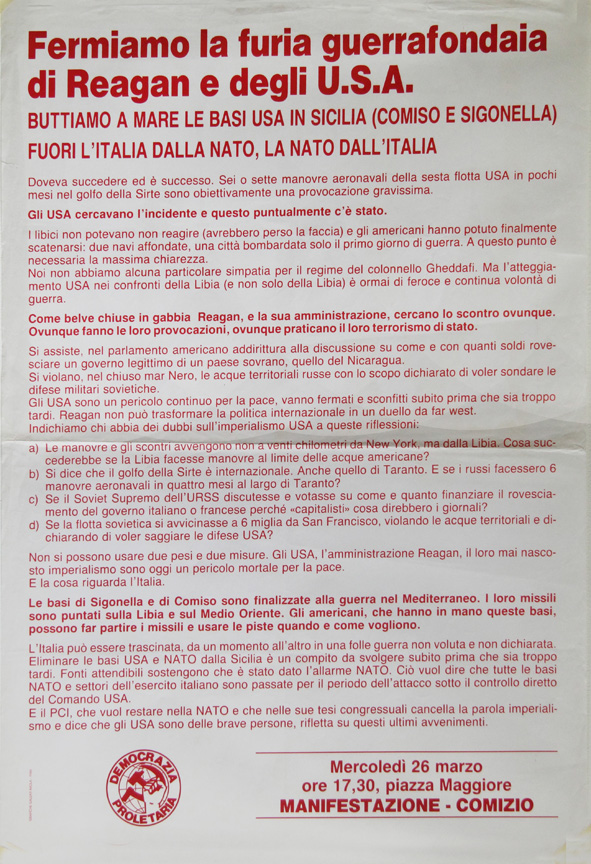 Fermiamo la furia guerrafondaia
di Reagan e degli U.S.A.
BUTTIAMO A MARE LE BASI USA IN SICILIA (COMISO E SIGONELLA)
FUORI L'ITALIA DALLA NATO, LA NATO DALL'ITALIA
Doveva succedere ed è successo. Sei o sette manovre aeronavali della sesta flotta USA in pochi
mesi nel golfo della Sirte sono obiettivamente una provocazione gravissima.
Gli USA cercavano l'incidente e questo puntualmente c'è stato.
I libici non potevano non reagire (avrebbero perso la faccia) e gli americani hanno potuto finalmente
scatenarsi: due navi affondate, una città bombardata solo il primo giorno di guerra. A questo punto è
necessaria la massima chiarezza.
Noi non abbiamo alcuna particolare simpatia per il regime del colonnello Gheddafi. Ma l'atteggia-
mento USA nei confronti della Libia (e non solo della Libia) è ormai di feroce e continua volontà di
guerra.
Come belve chiuse in gabbia Reagan, e la sua amministrazione, cercano lo scontro ovunque.
Ovunque fanno le loro provocazioni, ovunque praticano il loro terrorismo di stato.
Si assiste, nel parlamento americano addirittura alla discussione su come e con quanti soldi rove-
sciare un governo legittimo di un paese sovrano, quello del Nicaragua.
Si violano, nel chiuso mar Nero, le acque territoriali russe con lo scopo dichiarato di voler sondare le
difese militari sovietiche.
Gli USA sono un pericolo continuo per la pace, vanno fermati e sconfitti subito prima che sia troppo
tardi. Reagan non può trasformare la politica internazionale in un duello da far west.
Indichiamo chi abbia dei dubbi sull'imperialismo USA a queste riflessioni:
a) Le manovre e gli scontri avvengono non a venti chilometri da New York, ma dalla Libia. Cosa suc-
cederebbe se la Libia facesse manovre al limite delle acque americane?
b) Si dice che il golfo della Sirte è internazionale. Anche quello di Taranto. E se i russi facessero 6
manovre aeronavali in quattro mesi al largo di Taranto?
c) Se il Soviet Supremo dell'URSS discutesse e votasse su come e quanto finanziare il rovescia-
mento del governo italiano o francese perché «capitalisti» cosa direbbero i giornali?
d) Se la flotta sovietica si avvicinasse a 6 miglia da San Francisco, violando le acque territoriali e di-
chiarando di voler saggiare le difese USA?
Non si possono usare due pesi e due misure. Gli USA, l'amministrazione Reagan, il loro mai nasco-
sto imperialismo sono oggi un pericolo mortale per la pace.
E la cosa riguarda l'Italia.
Le basi di Sigonella e di Comiso sono finalizzate alla guerra nel Mediterraneo. I loro missili
sono puntati sulla Libia e sul Medio Oriente. Gli americani, che hanno in mano queste basi,
possono far partire i missili e usare le piste quando e come vogliono.
L'Italia può essere trascinata, da un momento all'altro in una folle guerra non voluta e non dichiarata.
Eliminare le basi USA e NATO dalla Sicilia è un compito da svolgere subito prima che sia troppo
tardi. Fonti attendibili sostengono che è stato dato l'allarme NATO. Ciò vuol dire che tutte le basi
NATO e settori dell'esercito italiano sono passate per il periodo dell'attacco sotto il controllo diretto
del Comando USA.
E il PCI, che vuol restare nella NATO e che nelle sue tesi congressuali cancella la parola imperiali-
smo e dice che gli USA sono delle brave persone, rifletta su questi ultimi avvenimenti.
DEMOCRAZIA
PROLETARIA
Mercoledì 26 marzo
ore 17,30, piazza Maggiore
MANIFESTAZIONE - COMIZIO